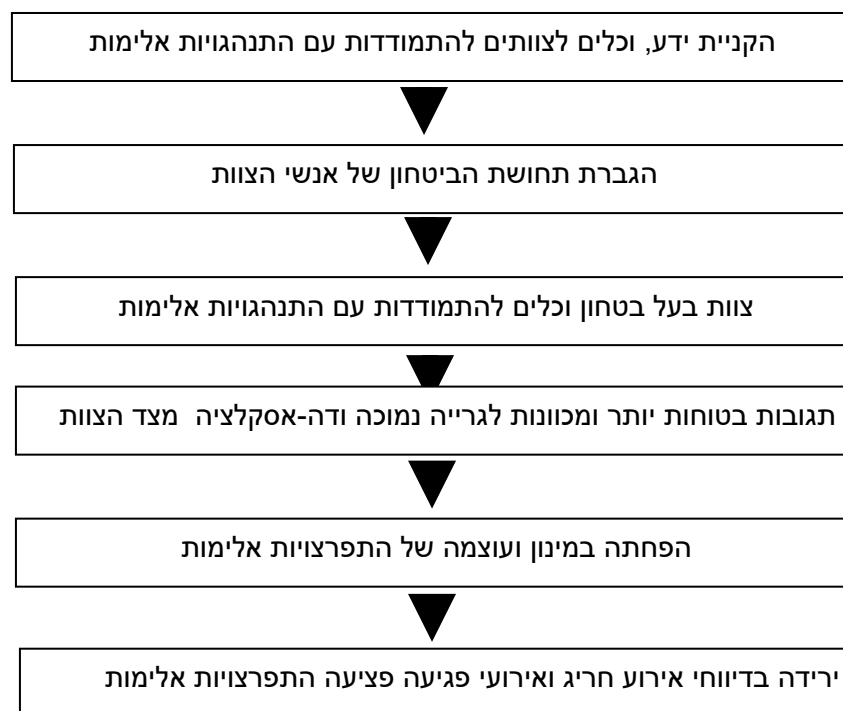 הקניית ידע, וכלים לצוותים להתמודדות עם התנהגויות אלימות
הגברת תחושת הביטחון של אנשי הצוות
צוות בעל בטחון וכלים להתמודדות עם התנהגויות אלימות
תגובות בטוחות יותר ומכוונות לגרייה נמוכה ודה-אסקלציה מצד הצוות
הפחתה במינון ועוצמה של התפרצויות אלימות
ירידה בדיווחי אירוע חריג ואירועי פגיעה פציעה התפרצויות אלימות